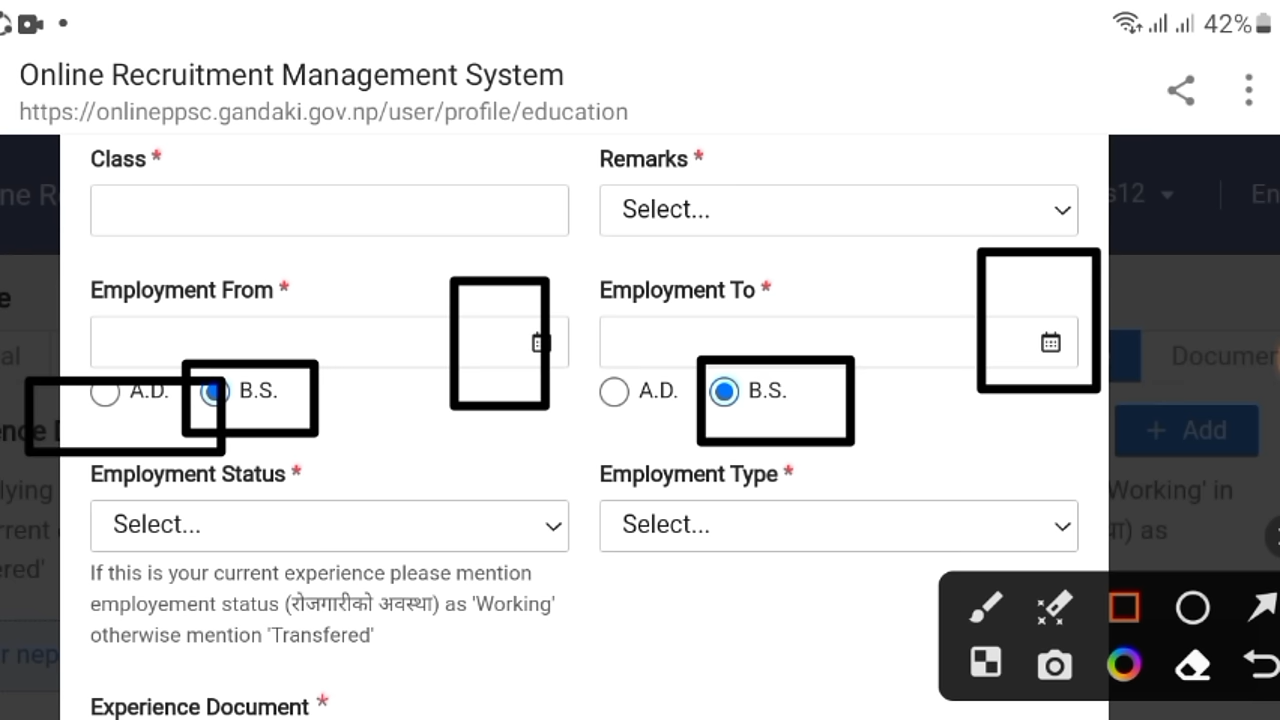 42%
Online Recruitment Management System
https://onlineppsc.gandaki.gov.np/user/profile/education
Class * Remarks *
Select...
Employment From * Employment To *
A.D. B.S. A.D. B.S.
+ Add
Employment Status * Employment Type *
Select... Select...
If this is your current experience please mention
employement status (रोजगारीको अवस्था) as 'Working'
otherwise mention 'Transfered'
Working' in
as
Experience Document *